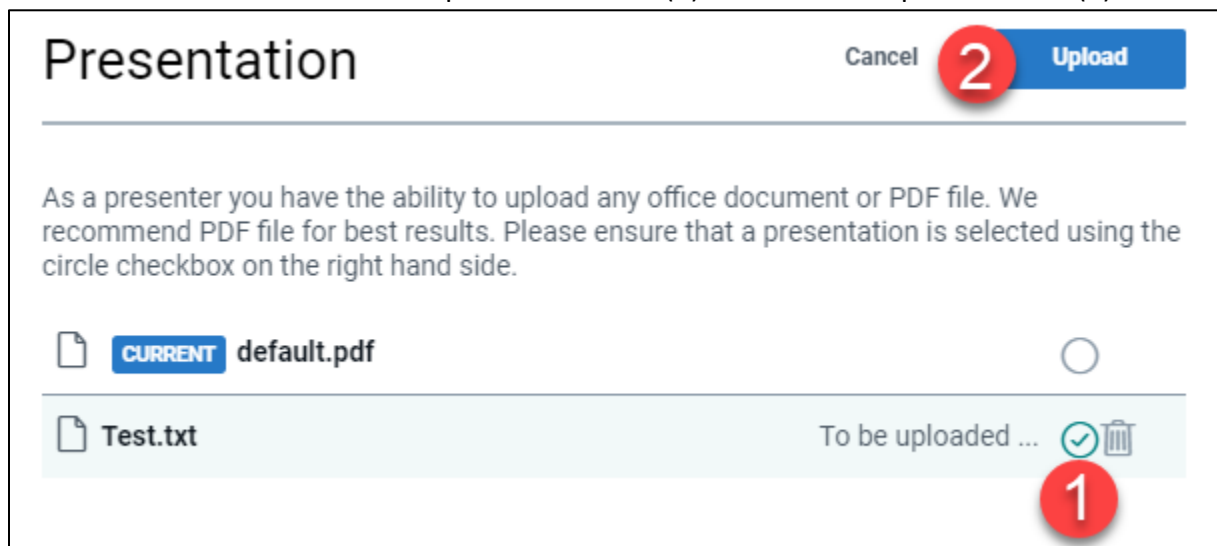 Presentation
Cancel
2
Upload
As a presenter you have the ability to upload any office document or PDF file. We
recommend PDF file for best results. Please ensure that a presentation is selected using the
circle checkbox on the right hand side.
CURRENT default.pdf
Test.txt To be uploaded ...
1